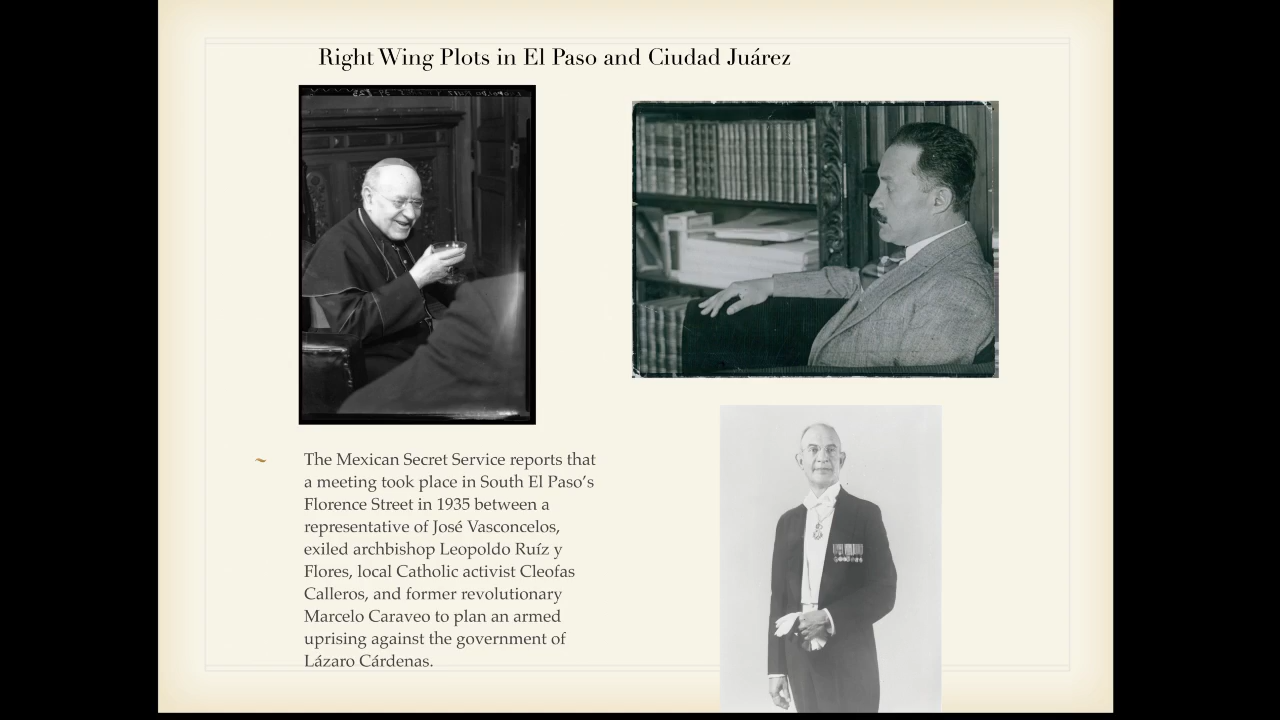 Right Wing Plots in El Paso and Ciudad Juárez
The Mexican Secret Service reports that
a meeting took place in South El Paso’s
Florence Street in 1935 between a
representative of José Vasconcelos,
exiled archbishop Leopoldo Ruíz y
Flores, local Catholic activist Cleofas
Calleros, and former revolutionary
Marcelo Caraveo to plan an armed
uprising against the government of
Lázaro Cárdenas.